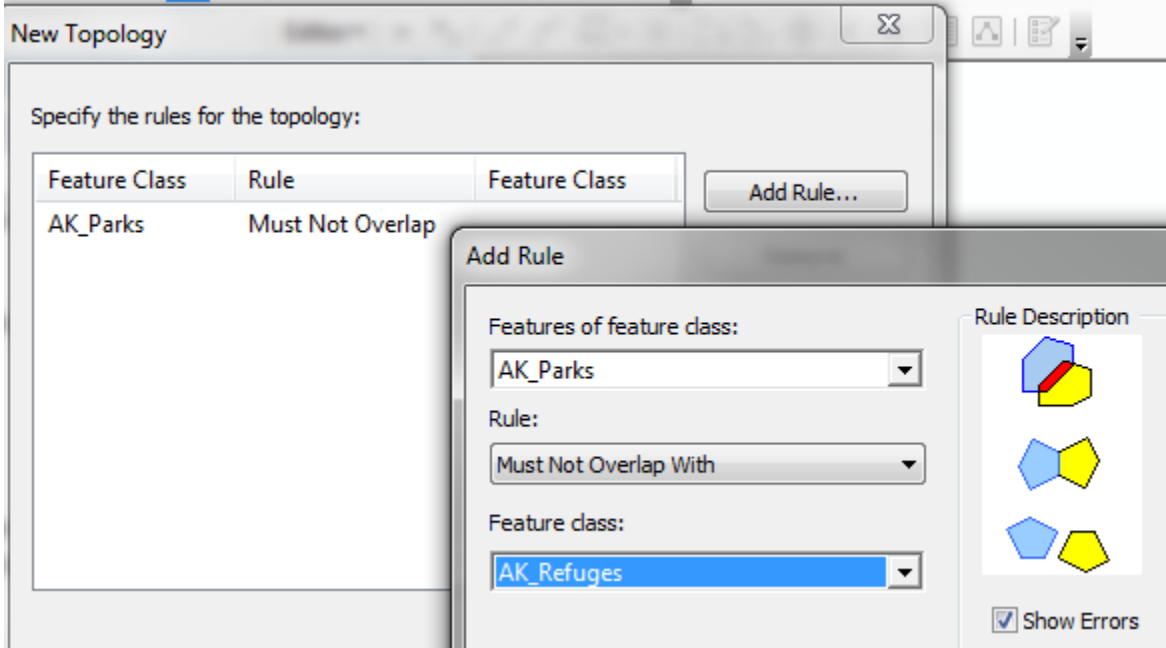 New Topology
Specify the rules for the topology:
Feature Class Rule Feature Class
Add Rule...
AK_Parks Must Not Overlap
Add Rule
Features of feature class:
AK_Parks
Rule:
Must Not Overlap With
Feature class:
AK_Refuges
Rule Description
Show Errors